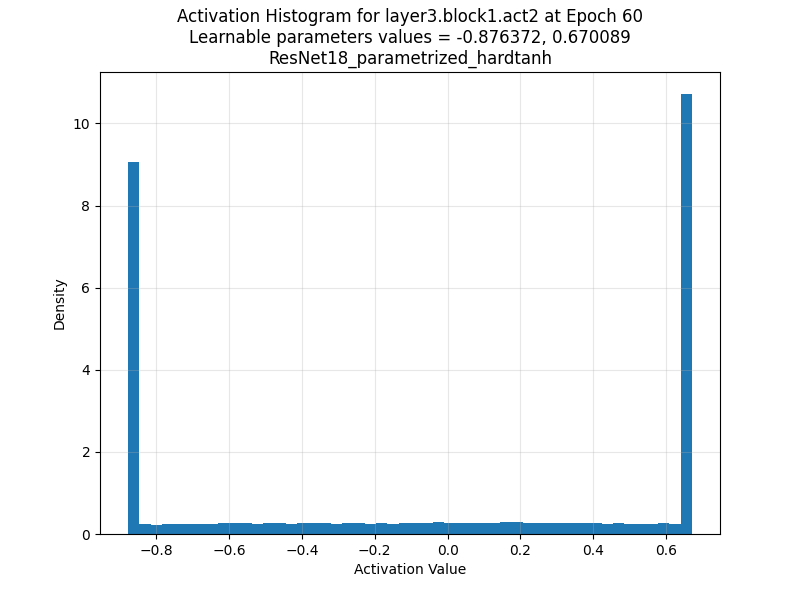 Activation Histogram for layer3.block1.act2 at Epoch 60
Learnable parameters values = -0.876372, 0.670089
ResNet18_parametrized_hardtanh
Density
10
8
6
4
2
0
−0.8 −0.6 −0.4 −0.2 0.0 0.2 0.4 0.6
Activation Value